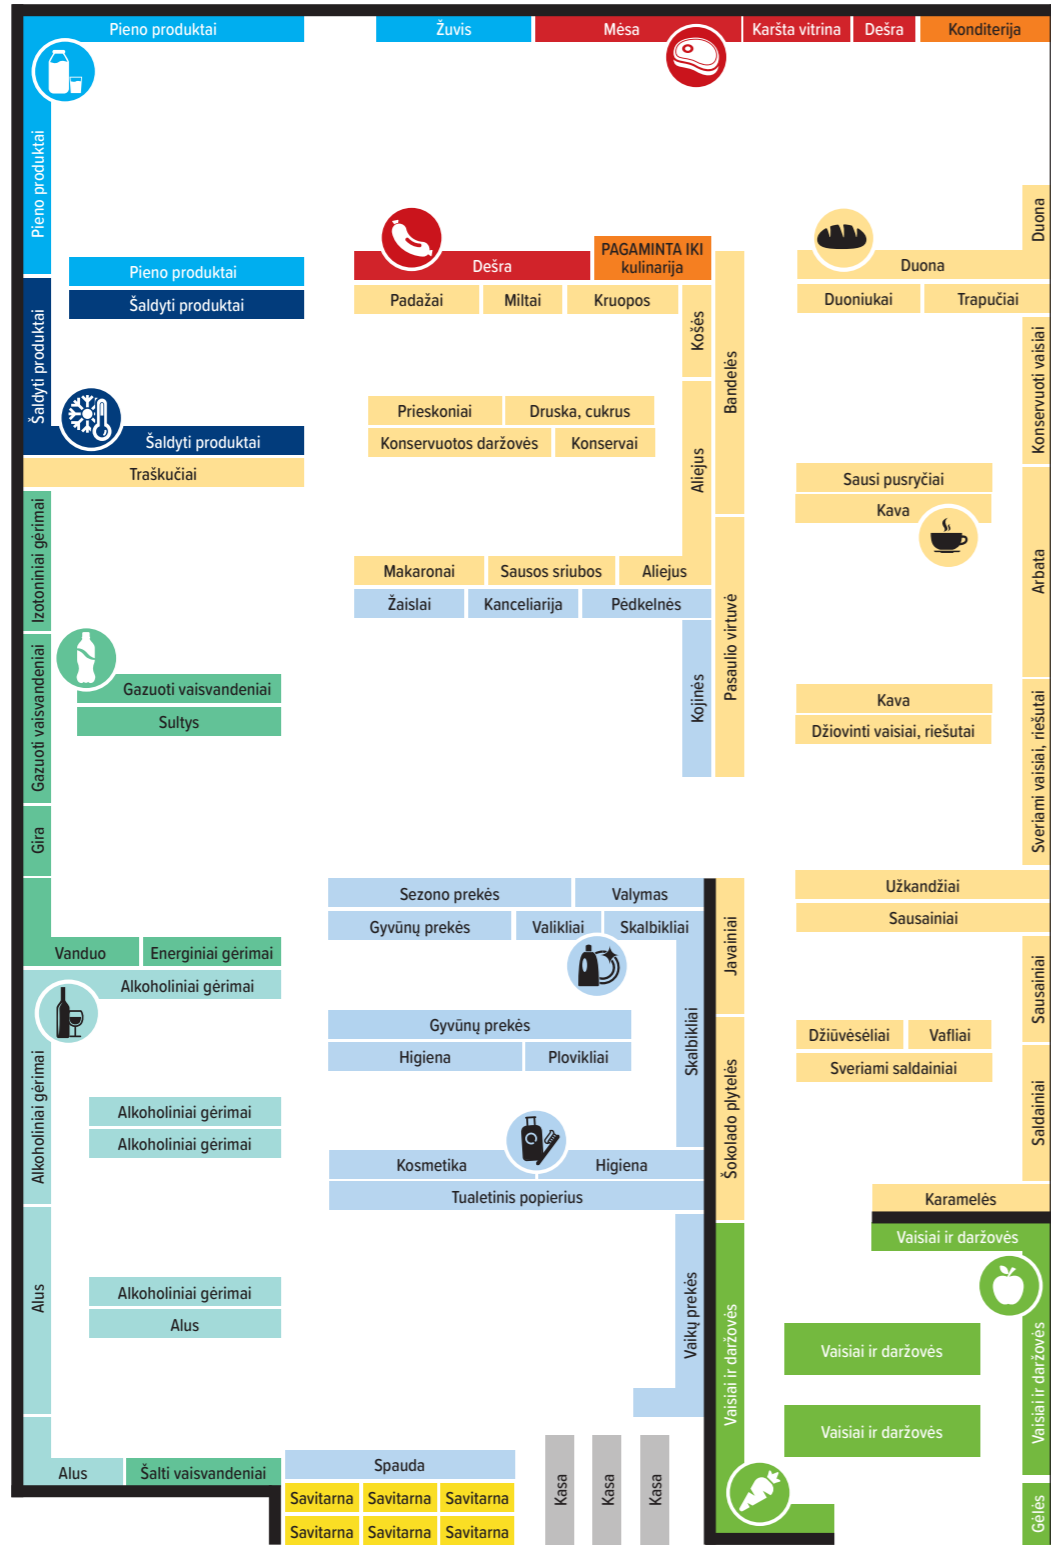 Pieno produktai
Žuvis
Mėsa
Karšta vitrina
Dešra
Konditerija
Pieno produktai
Duona
Dešra
PAGAMINTA IKI
kulinarija
Duona
Pieno produktai
Šaldyti produktai
Šaldyti produktai
Padažai
Miltai
Kruopos
Košės
Bandelės
Duoniukai
Trapučiai
Konservuoti vaisiai
Prieskoniai
Druska, cukrus
Konservuotos daržovės
Konservai
Aliejus
Šaldyti produktai
Traškučiai
Sausi pusryčiai
Kava
Arbata
Izotoniniai gėrimai
Makaronai
Sausos sriubos
Aliejus
Žaislai
Kanceliarija
Pėdkelnės
Kojinės
Pasaulio virtuvė
Gazuoti vaisvandeniai
Gazuoti vaisvandeniai
Sultys
Kava
Džiovinti vaisiai, riešutai
Sveriami vaisiai, riešutai
Gira
Sezono prekės
Valymas
Gyvūnų prekės
Valikliai
Skalbikliai
Javainiai
Užkandžiai
Sausainiai
Vanduo
Energiniai gėrimai
Alkoholiniai gėrimai
Sausainiai
Gyvūnų prekės
Higiena
Plovikliai
Skalbikliai
Šokolado plytelės
Džiūvėsėliai
Vafliai
Sveriami saldainiai
Saldainiai
Alkoholiniai gėrimai
Alkoholiniai gėrimai
Alkoholiniai gėrimai
Kosmetika
Higiena
Tualetinis popierius
Karamelės
Vaisiai ir daržovės
Alus
Alkoholiniai gėrimai
Alus
Vaikų prekės
Vaisiai ir daržovės
Vaisiai ir daržovės
Vaisiai ir daržovės
Vaisiai ir daržovės
Alus
Šalti vaisvandeniai
Spauda
Savitarna
Savitarna
Savitarna
Savitarna
Savitarna
Savitarna
Kasa
Kasa
Kasa
Gėlės